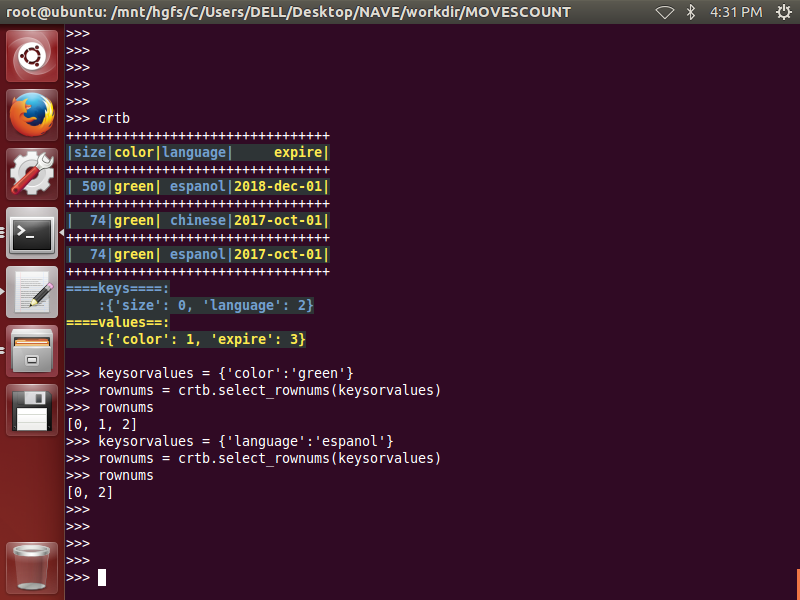 root@ubuntu: /mnt/hgfs/C/Users/DELL/Desktop/NAVE/workdir/MOVESCOUNT 4:31 PM
>>>
>>>
>>>
>>>
>>>
>>> crtb
+++++++++++++++++++++++++++++++++
|size|color|language|     expire|
+++++++++++++++++++++++++++++++++
| 500|green| espanol|2018-dec-01|
+++++++++++++++++++++++++++++++++
|  74|green| chinese|2017-oct-01|
+++++++++++++++++++++++++++++++++
|  74|green| espanol|2017-oct-01|
+++++++++++++++++++++++++++++++++
====keys====:
    :{'size': 0, 'language': 2}
====values==:
    :{'color': 1, 'expire': 3}
>>> keysorvalues = {'color':'green'}
>>> rownums = crtb.select_rownums(keysorvalues)
>>> rownums
[0, 1, 2]
>>> keysorvalues = {'language':'espanol'}
>>> rownums = crtb.select_rownums(keysorvalues)
>>> rownums
[0, 2]
>>>
>>>
>>>
>>>
>>>